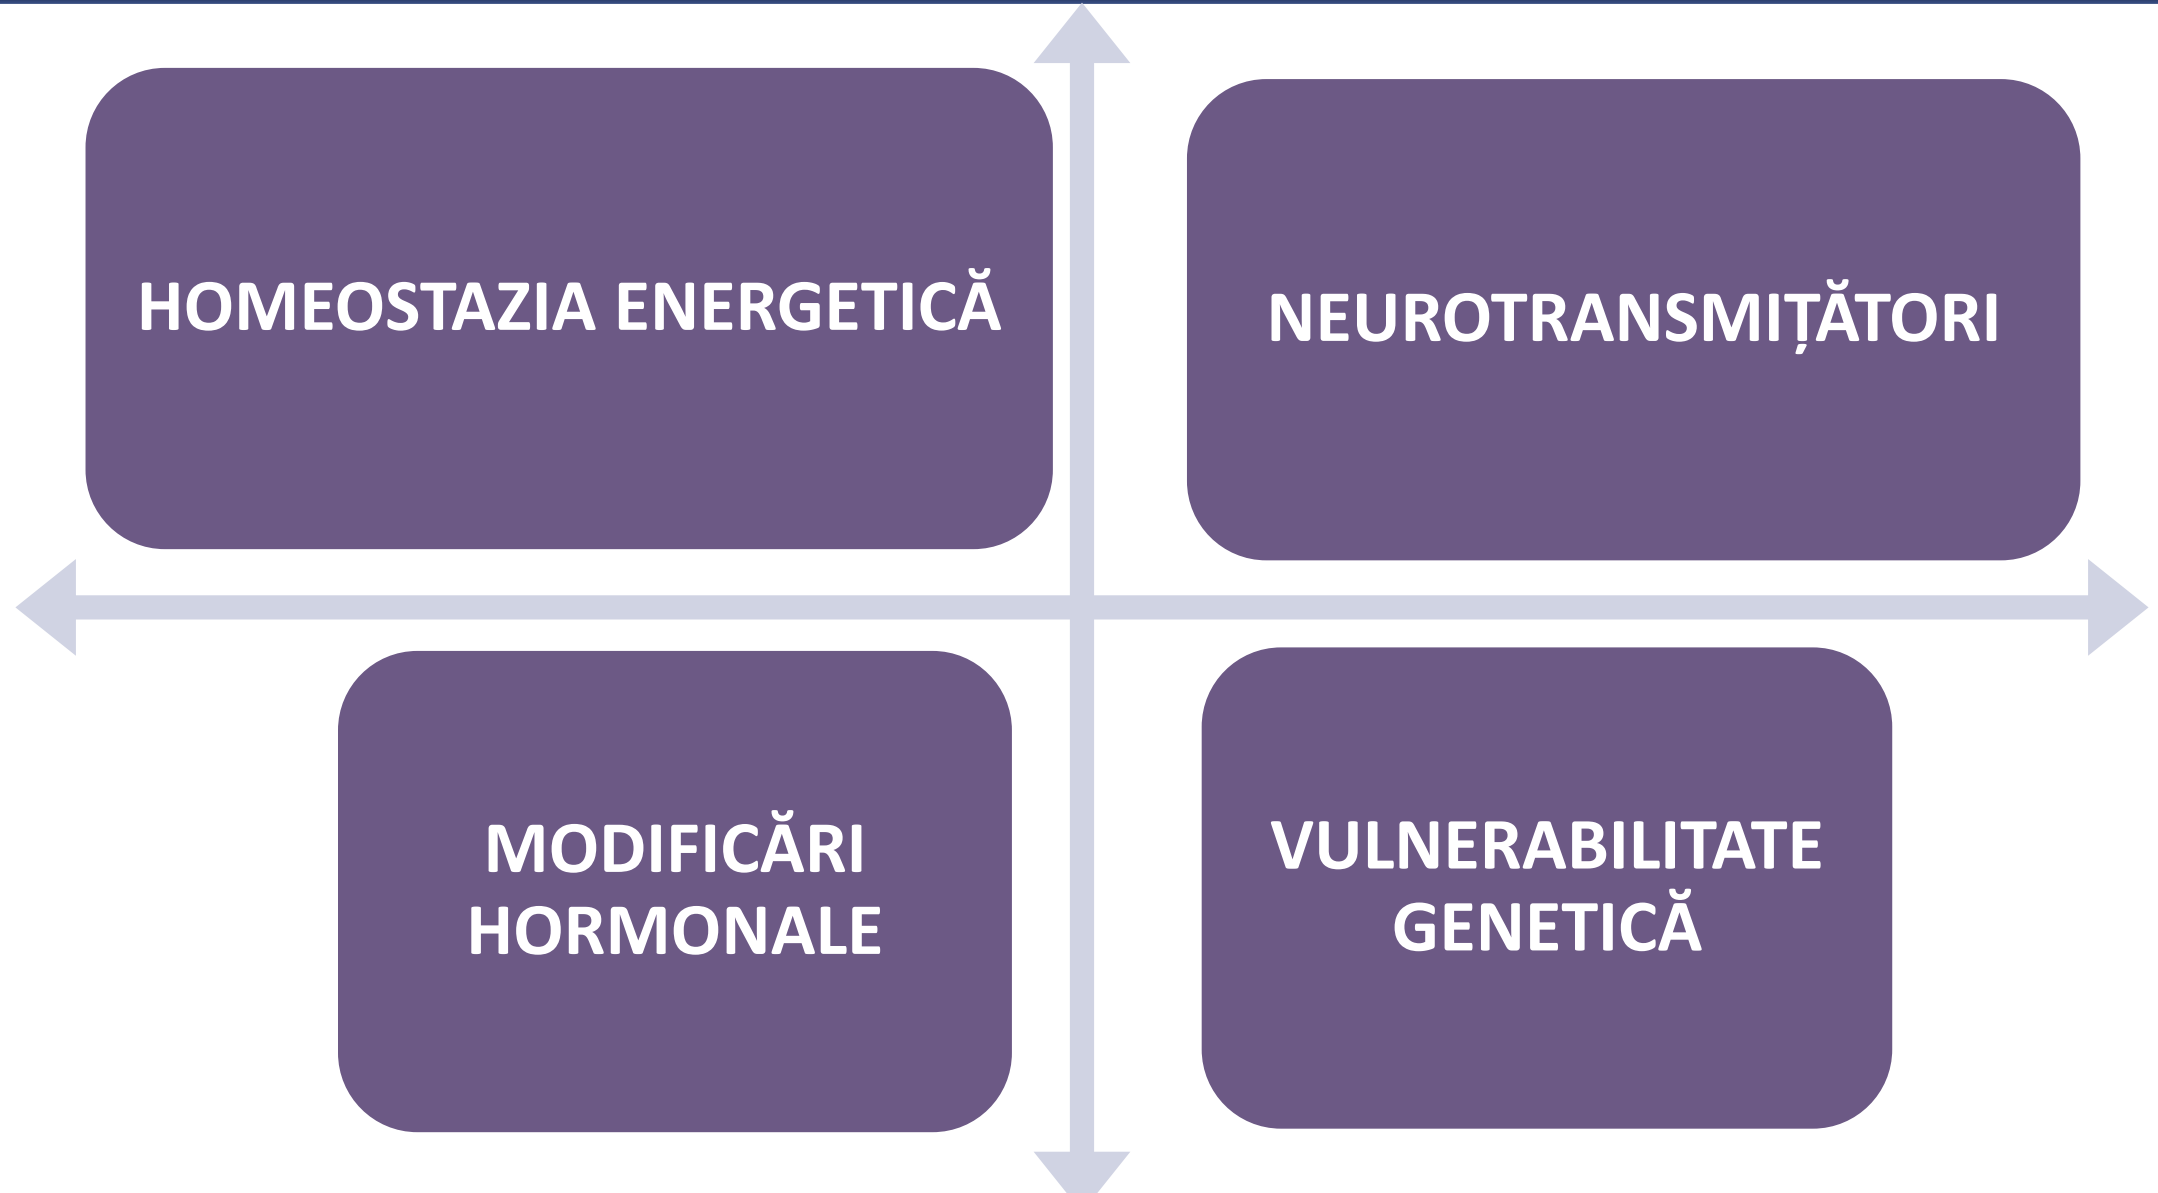 HOMEOSTAZIA ENERGETICĂ
NEUROTRANSMIȚĂTORI
MODIFICĂRI
HORMONALE
VULNERABILITATE
GENETICĂ